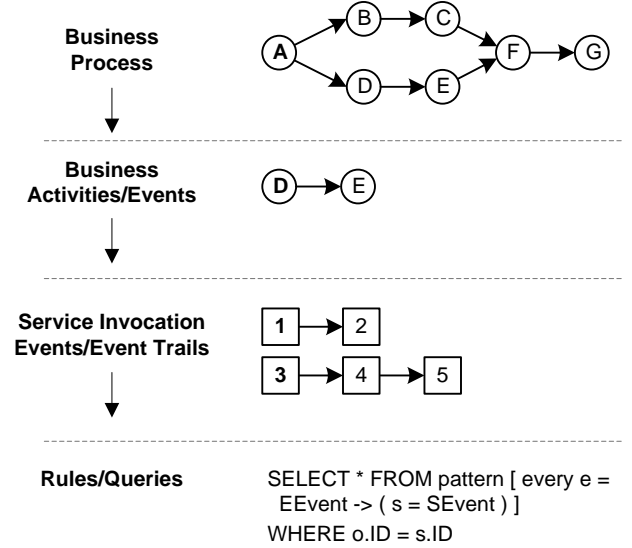 Business
Process
A
B
C
D
E
F
G
Business
Activities/Events
D
E
Service Invocation
Events/Event Trails
1
2
3
4
5
Rules/Queries
SELECT * FROM pattern [ every e =
EEvent -> ( s = SEvent ) ]
WHERE o.ID = s.ID